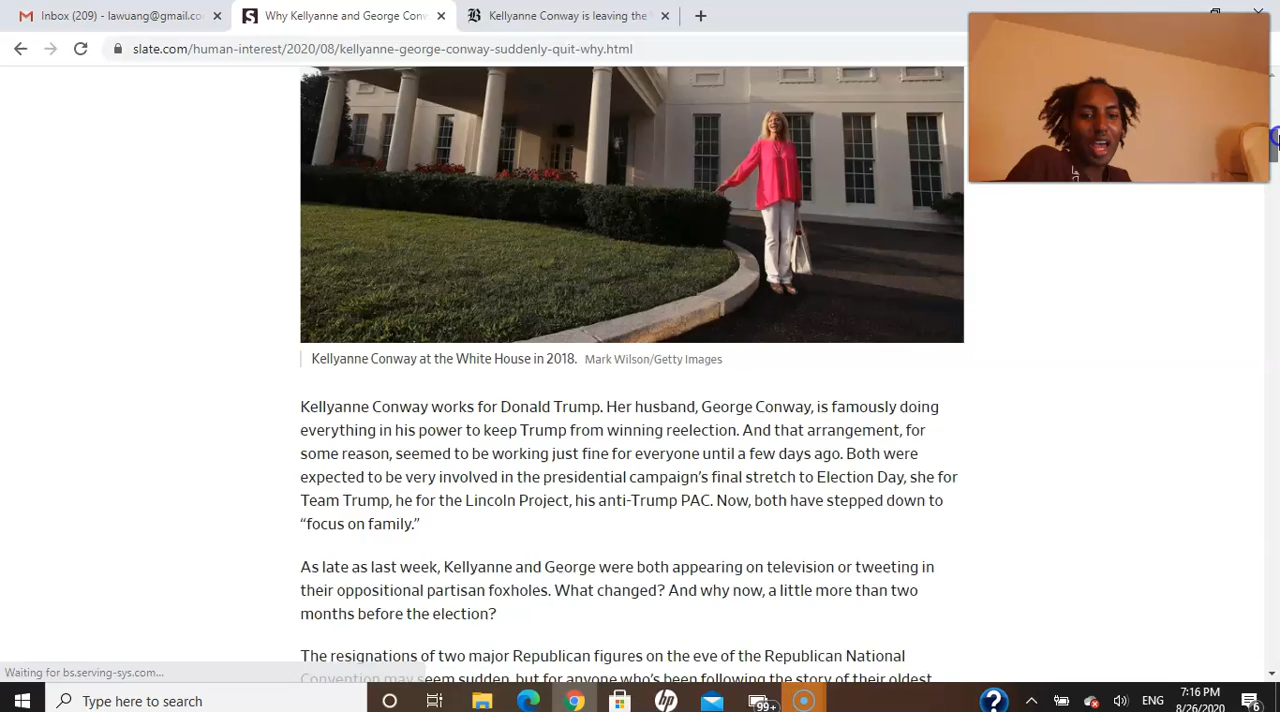 Inbox (209) - lawuang@gmail.co
Why Kellyanne and George Con
Kellyanne Conway is leaving the
slate.com/human-interest/2020/08/kellyanne-george-conway-suddenly-quit-why.html
Kellyanne Conway at the White House in 2018. Mark Wilson/Getty Images
Kellyanne Conway works for Donald Trump. Her husband, George Conway, is famously doing
everything in his power to keep Trump from winning reelection. And that arrangement, for
some reason, seemed to be working just fine for everyone until a few days ago. Both were
expected to be very involved in the presidential campaign’s final stretch to Election Day, she for
Team Trump, he for the Lincoln Project, his anti-Trump PAC. Now, both have stepped down to
“focus on family.”
As late as last week, Kellyanne and George were both appearing on television or tweeting in
their oppositional partisan foxholes. What changed? And why now, a little more than two
months before the election?
The resignations of two major Republican figures on the eve of the Republican National
Convention may seem sudden, but for anyone who’s been following the story of their oldest
Waiting for bs.serving-sys.com...
Type here to search
99+
ENG
7:16 PM
8/26/2020
6